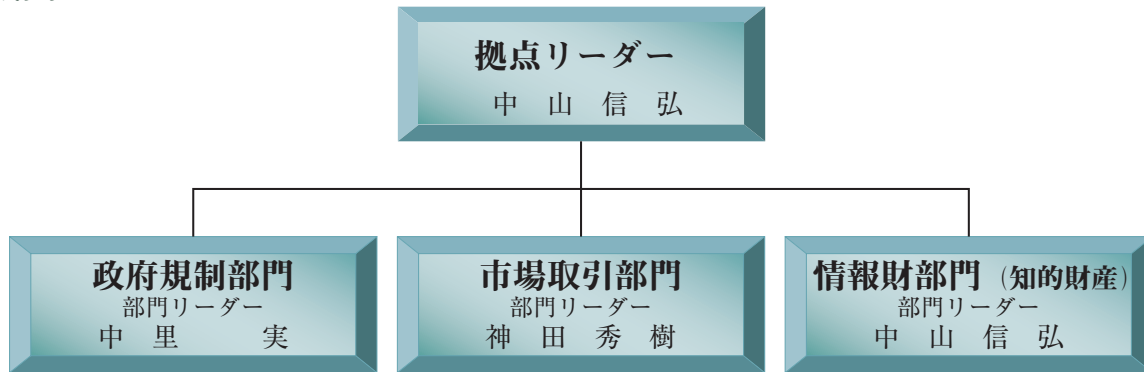 拠点リーダー
中 山 信 弘
政府規制部門
部門リーダー
中 里 実
市場取引部門
部門リーダー
神 田 秀 樹
情報財部門（知的財産）
部門リーダー
中 山 信 弘